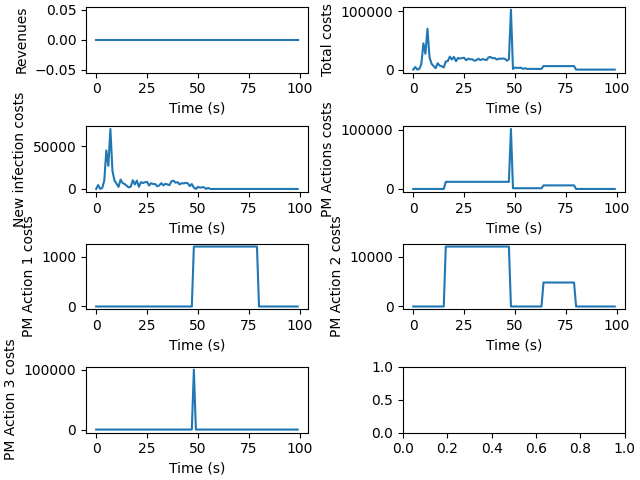 Revenues
0.05
0.00
−0.05
0 25 50 75 100
Time (s)
Total costs
100000
0
0 25 50 75 100
Time (s)
New infection costs
50000
0
0 25 50 75 100
Time (s)
PM Actions costs
100000
0
0 25 50 75 100
Time (s)
PM Action 1 costs
1000
0
0 25 50 75 100
Time (s)
PM Action 2 costs
10000
0
0 25 50 75 100
Time (s)
PM Action 3 costs
100000
0
0 25 50 75 100
Time (s)
1.0
0.5
0.0
0.0 0.2 0.4 0.6 0.8 1.0